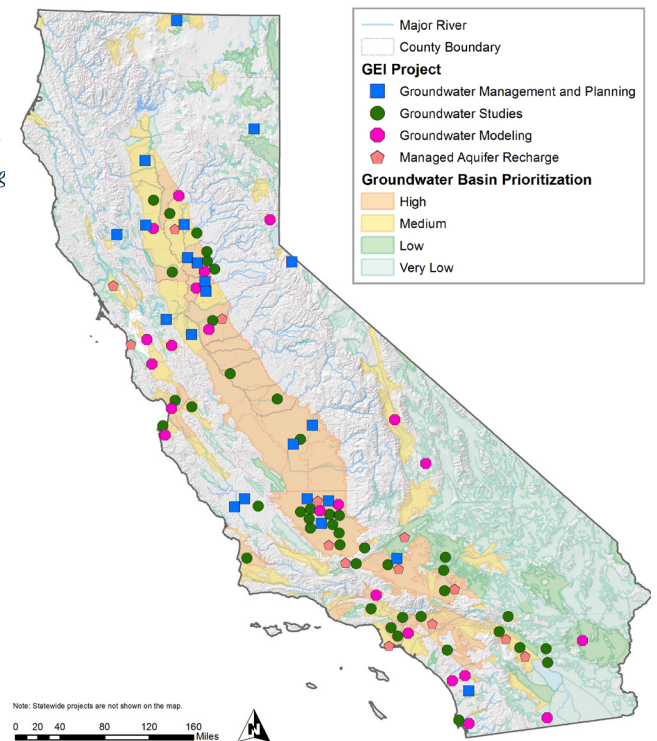 Major River
County Boundary
GEI Project
Groundwater Management and Planning
Groundwater Studies
Groundwater Modeling
Managed Aquifer Recharge
Groundwater Basin Prioritization
High
Medium
Low
Very Low
Note: Statewide projects are not shown on the map.
0 20 40 80 120 160
Miles
N